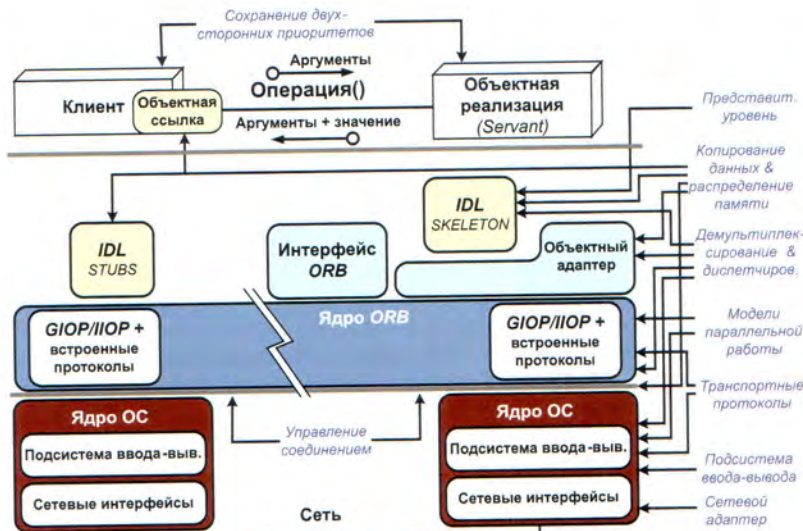 Сохранение двух-
сторонних приоритетов
Аргументы
Операция()
Клиент
Объектная
ссылка
Аргументы + значение
Объектная
реализация
(Servant)
Представит.
уровень
Копирование
данных &
распределение
памяти
IDL
STUBS
Интерфейс
ORB
IDL
SKELETON
Объектный
адаптер
Демультиплек-
сирование &
диспетчиров.
Ядро ORB
GIOP/IIOP +
встроенные
протоколы
GIOP/IIOP +
встроенные
протоколы
Модели
параллельной
работы
Транспортные
протоколы
Ядро ОС
Подсистема ввода-выв.
Сетевые интерфейсы
Управление
соединением
Сеть
Ядро ОС
Подсистема ввода-выв.
Сетевые интерфейсы
Подсистема
ввода-вывода
Сетевой
адаптер